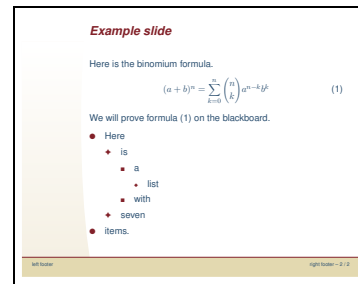 Example slide
Here is the binomium formula.
(a + b)^n = \sum_{k=0}^{n} \binom{n}{k} a^{n-k} b^k (1)
We will prove formula (1) on the blackboard.
● Here
✦ is
■ a
• list
■ with
✦ seven
● items.
left footer right footer – 2 / 2